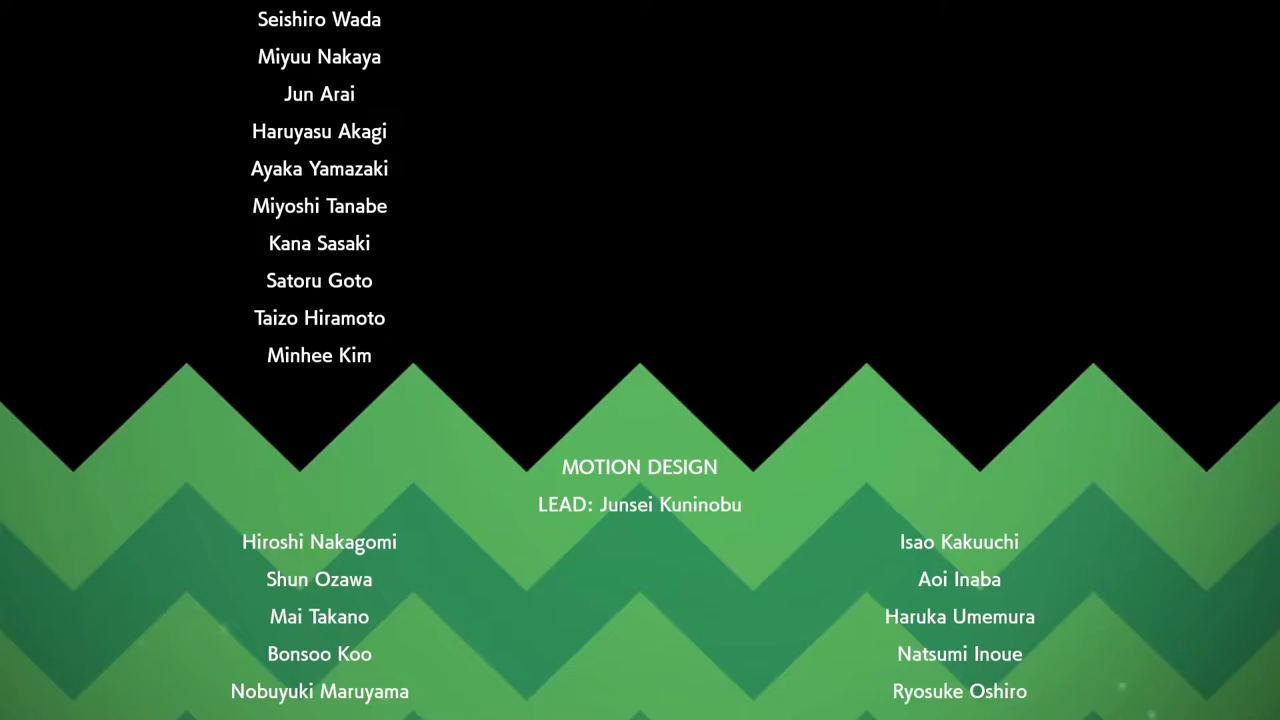 Seishiro Wada
Miyuu Nakaya
Jun Arai
Haruyasu Akagi
Ayaka Yamazaki
Miyoshi Tanabe
Kana Sasaki
Satoru Goto
Taizo Hiramoto
Minhee Kim
MOTION DESIGN
LEAD: Junsei Kuninobu
Hiroshi Nakagomi
Isao Kakuuchi
Shun Ozawa
Aoi Inaba
Mai Takano
Haruka Umemura
Bonsoo Koo
Natsumi Inoue
Nobuyuki Maruyama
Ryosuke Oshiro